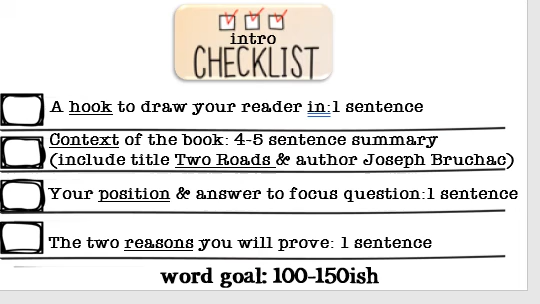 intro
CHECKLIST
A hook to draw your reader in:1 sentence
Context of the book: 4-5 sentence summary
(include title Two Roads & author Joseph Bruchac)
Your position & answer to focus question:1 sentence
The two reasons you will prove: 1 sentence
word goal: 100-150ish